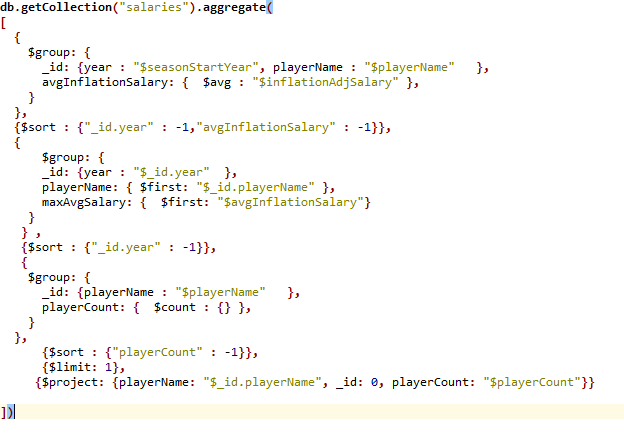 db.getCollection("salaries").aggregate(
[
  {
    $group: {
      _id: {year : "$seasonStartYear", playerName : "$playerName"   },
      avgInflationSalary: {  $avg : "$inflationAdjSalary" },
    }
  },
  {$sort : {"_id.year" : -1,"avgInflationSalary" : -1}},
  {
      $group: {
      _id: {year : "$_id.year"  },
      playerName: { $first: "$_id.playerName" },
      maxAvgSalary: {  $first: "$avgInflationSalary"}
    }
   } ,
   {$sort : {"_id.year" : -1}},
   {
    $group: {
      _id: {playerName : "$playerName"   },
      playerCount: {  $count : {} },
    }
  },
      {$sort : {"playerCount" : -1}},
      {$limit: 1},
     {$project: {playerName: "$_id.playerName", _id: 0, playerCount: "$playerCount"}}
])